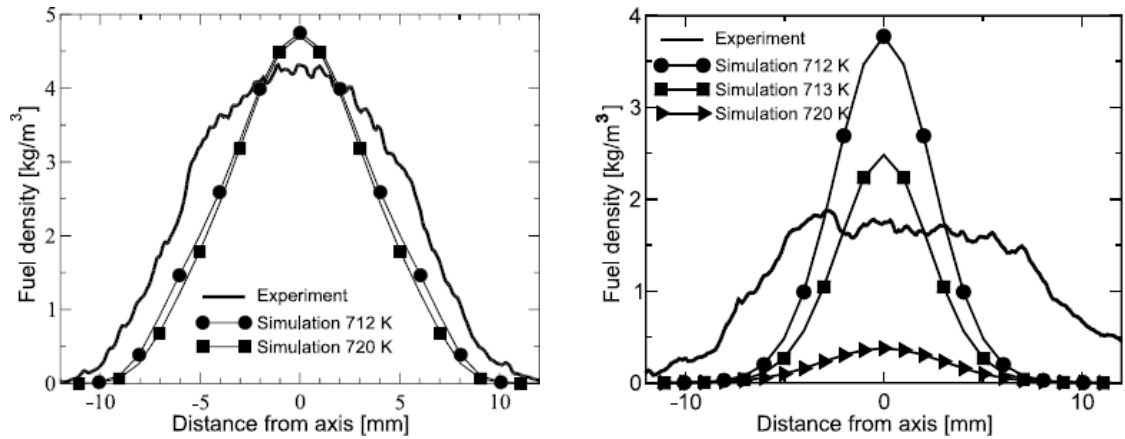 5
4
3
2
1
0
Fuel density [kg/m³]
Experiment
Simulation 712 K
Simulation 720 K
-10
-5
0
5
10
Distance from axis [mm]
4
3
2
1
0
Fuel density [kg/m³]
Experiment
Simulation 712 K
Simulation 713 K
Simulation 720 K
-10
0
10
Distance from axis [mm]